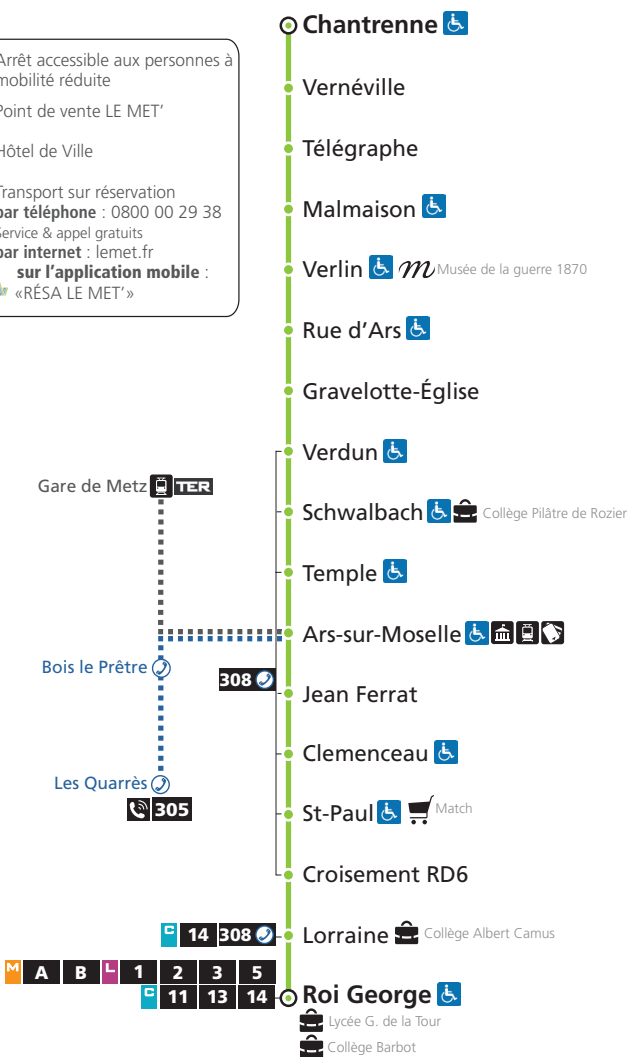 Chantrenne
Arrêt accessible aux personnes à
mobilité réduite
Point de vente LE MET'
Hôtel de Ville
Transport sur réservation
par téléphone : 0800 00 29 38
Service & appel gratuits
par internet : lemet.fr
sur l'application mobile :
«RÉSA LE MET'»
Vernéville
Télégraphe
Malmaison
Verlin m Musée de la guerre 1870
Rue d'Ars
Gravelotte-Église
Verdun
Gare de Metz TER
Schwalbach Collège Pilâtre de Rozier
Temple
Ars-sur-Moselle
Bois le Prêtre
308
Jean Ferrat
Clemenceau
Les Quarrès
305
St-Paul Match
Croisement RD6
C 14 308 Lorraine Collège Albert Camus
M A B L 1 2 3 5
C 11 13 14 Roi George
Lycée G. de la Tour
Collège Barbot